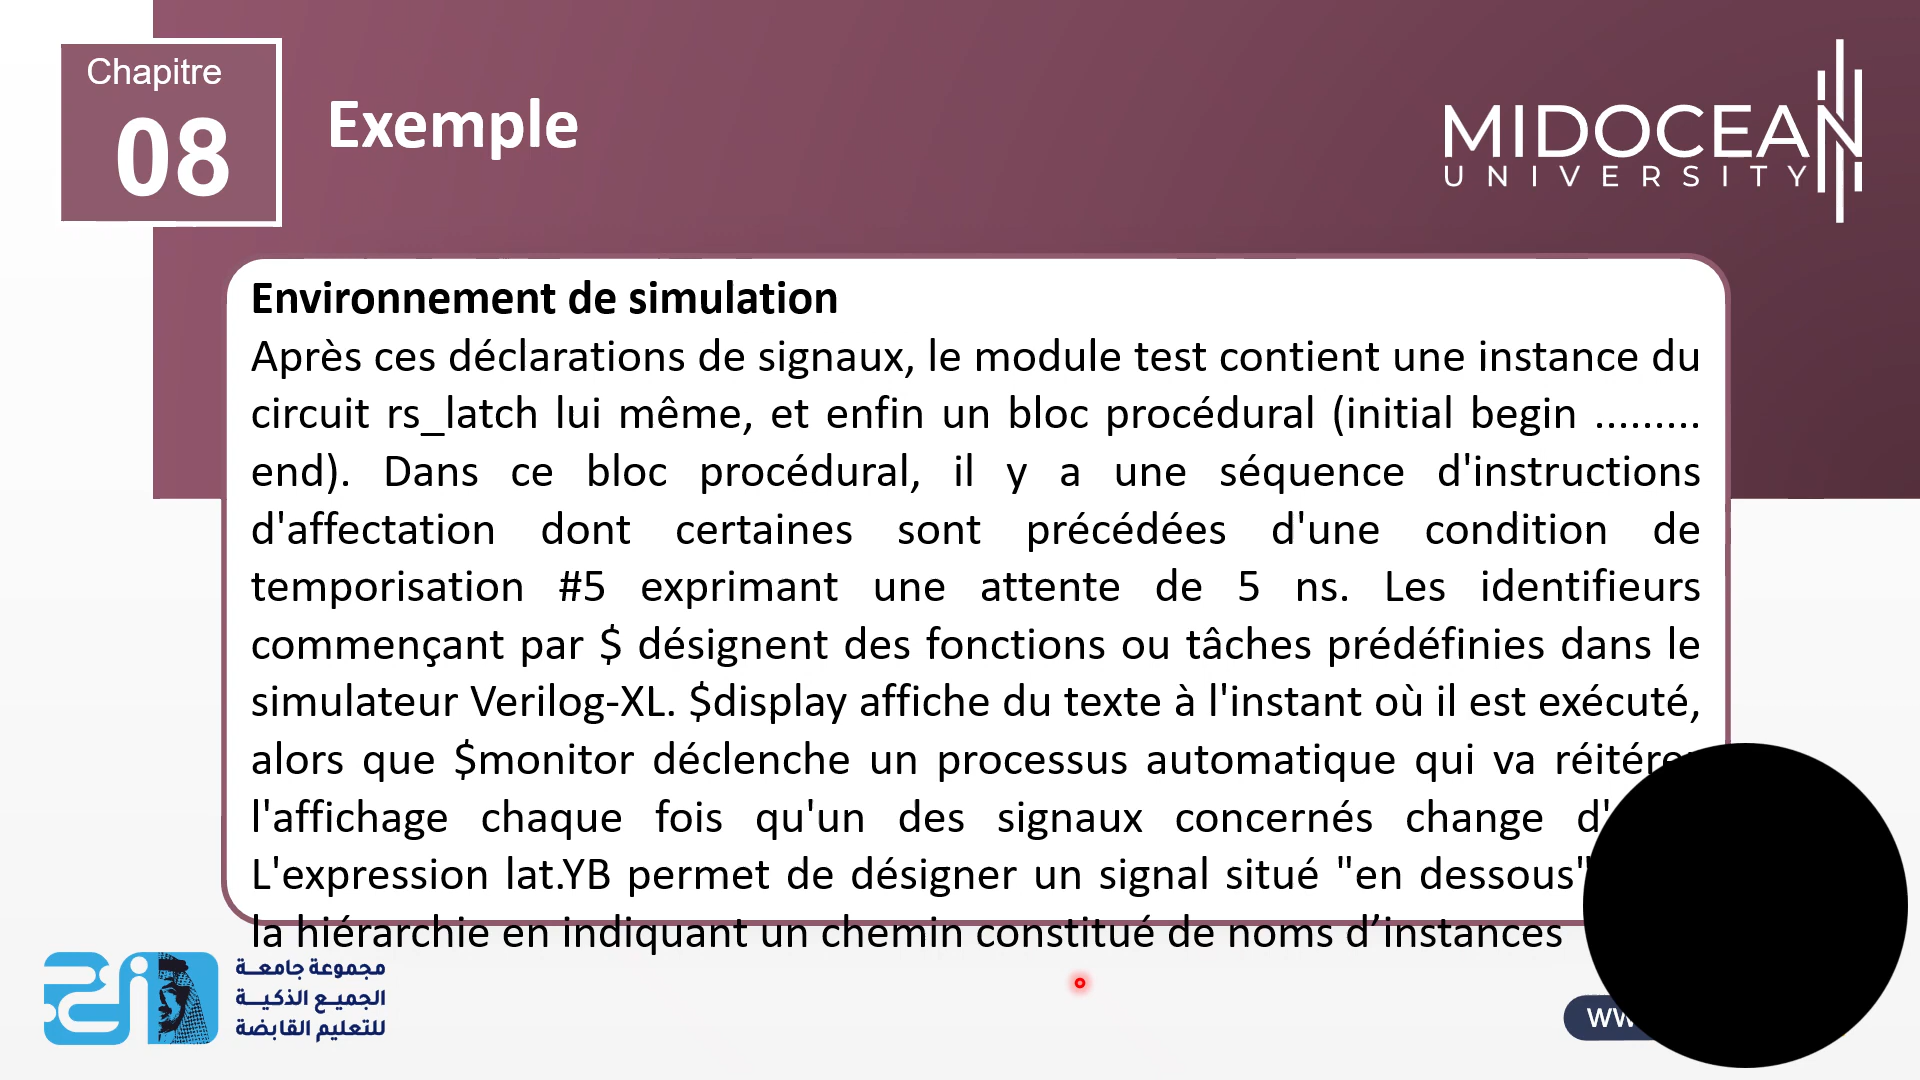 Chapitre
08
Exemple
MIDOCEAN
UNIVERSITY
Environnement de simulation
Après ces déclarations de signaux, le module test contient une instance du
circuit rs_latch lui même, et enfin un bloc procédural (initial begin .........
end). Dans ce bloc procédural, il y a une séquence d'instructions
d'affectation dont certaines sont précédées d'une condition de
temporisation #5 exprimant une attente de 5 ns. Les identifieurs
commençant par $ désignent des fonctions ou tâches prédéfinies dans le
simulateur Verilog-XL. $display affiche du texte à l'instant où il est exécuté,
alors que $monitor déclenche un processus automatique qui va réitérer
l'affichage chaque fois qu'un des signaux concernés change
L'expression lat.YB permet de désigner un signal situé "en dessous"
la hiérarchie en indiquant un chemin constitué de noms d’instances
مجموعة جامعة
الجميع الذكية
للتعليم القابضة